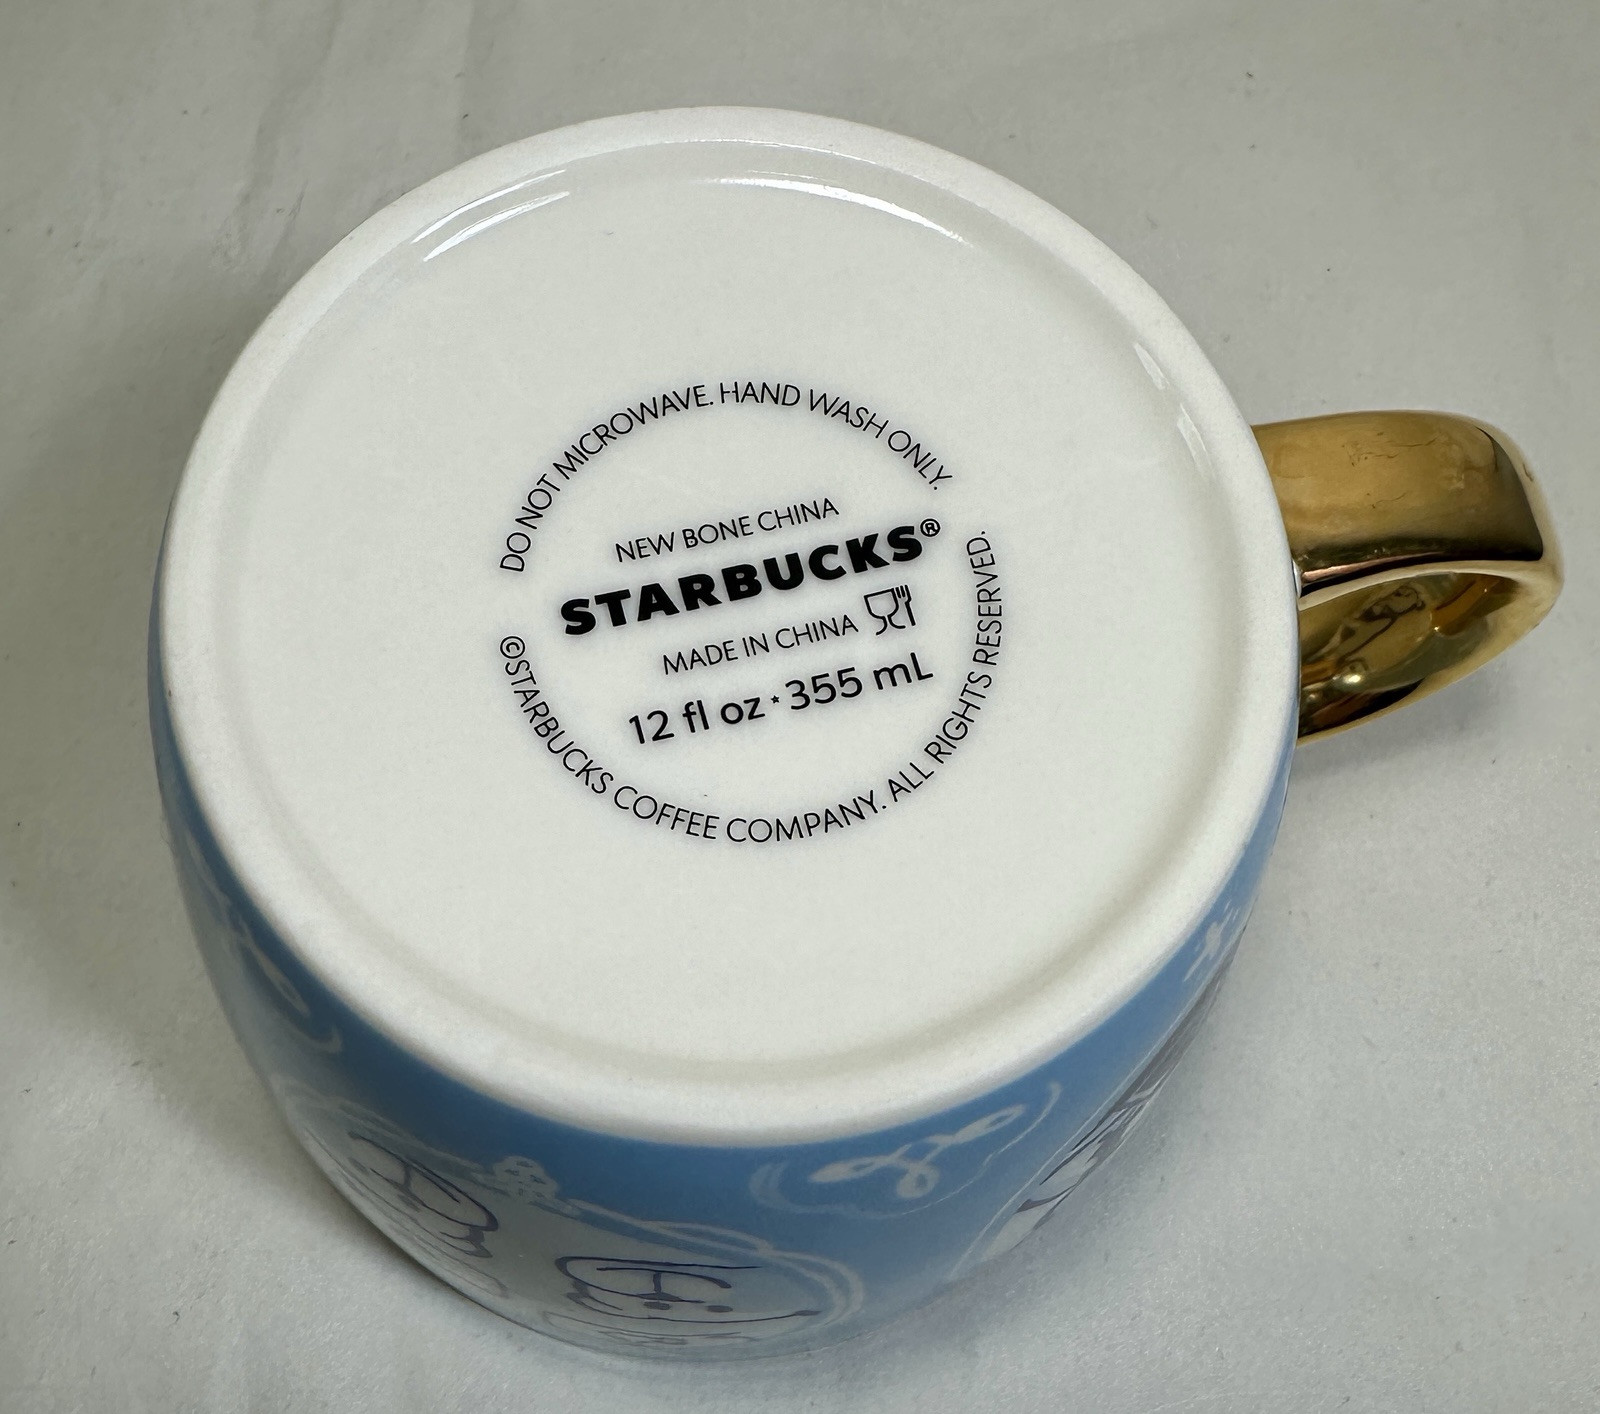 DO NOT MICROWAVE. HAND WASH ONLY.
NEW BONE CHINA
STARBUCKS®
MADE IN CHINA
12 fl oz ⋆ 355 mL
©STARBUCKS COFFEE COMPANY. ALL RIGHTS RESERVED.